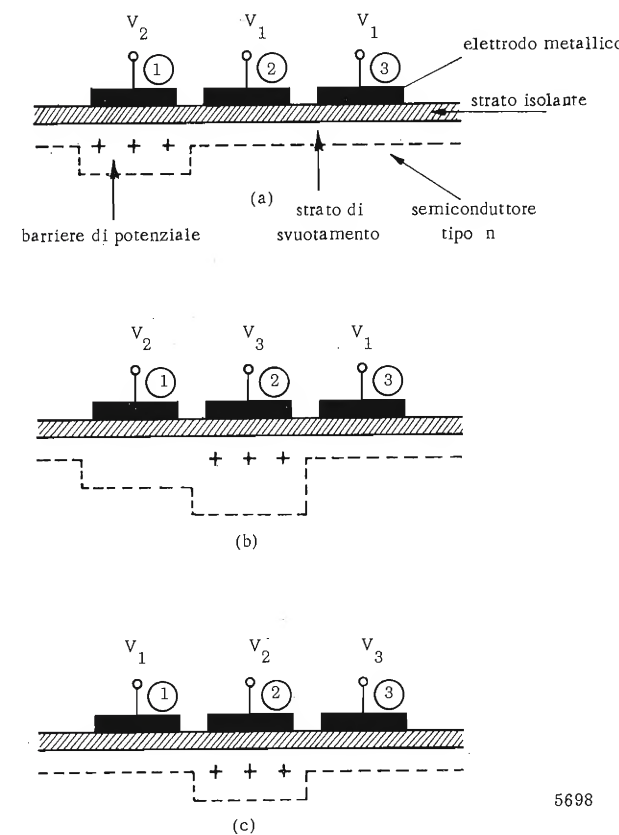 V2 V1 V1
1 2 3
elettrodo metallico
strato isolante
+ + +
(a)
barriere di potenziale
strato di
svuotamento
semiconduttore
tipo n
V2 V3 V1
1 2 3
+ + +
(b)
V1 V2 V3
1 2 3
+ + +
5698
(c)